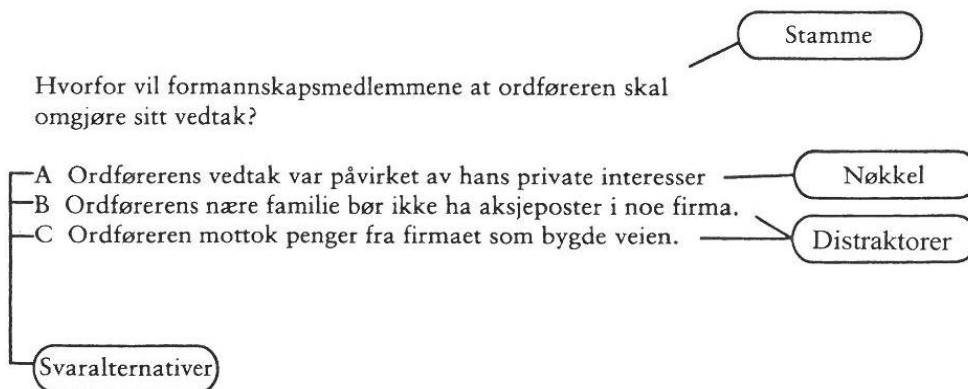 Stamme
Hvorfor vil formannskapsmedlemmene at ordføreren skal
omgjøre sitt vedtak?
A Ordførerens vedtak var påvirket av hans private interesser
Nøkkel
B Ordførerens nære familie bør ikke ha aksjeposter i noe firma.
C Ordføreren mottok penger fra firmaet som bygde veien.
Distraktorer
Svaralternativer